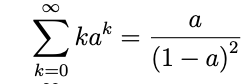 ∞
∑ ka^k = a / (1 − a)^2
k=0